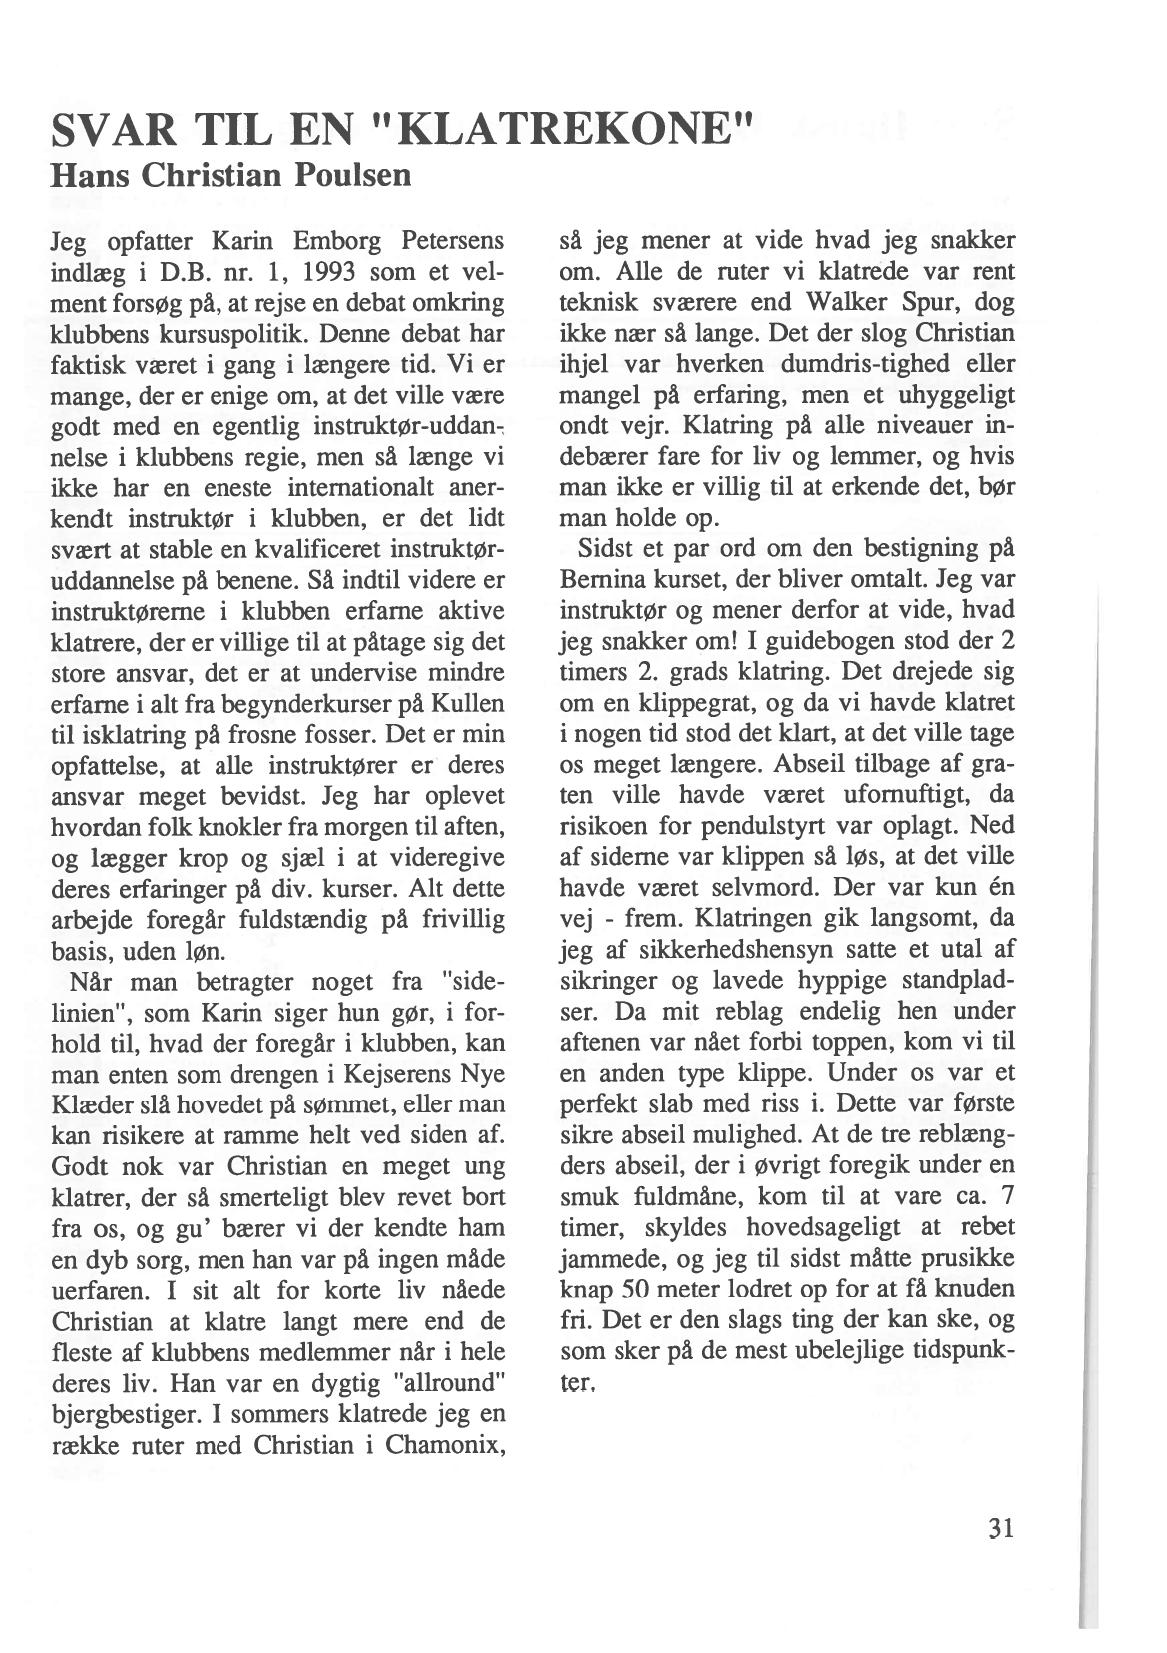 SVAR TIL EN "KLATREKONE"
Hans Christian Poulsen
Jeg opfatter Karin Emborg Petersens
indlæg i D.B. nr. 1, 1993 som et vel-
ment forsøg på, at rejse en debat omkring
klubbens kursuspolitik. Denne debat har
faktisk været i gang i længere tid. Vi er
mange, der er enige om, at det ville være
godt med en egentlig instruktør-uddan-
nelse i klubbens regie, men så længe vi
ikke har en eneste internationalt aner-
kendt instruktør i klubben, er det lidt
svært at stable en kvalificeret instruktør-
uddannelse på benene. Så indtil videre er
instruktørerne i klubben erfarne aktive
klatrere, der er villige til at påtage sig det
store ansvar, det er at undervise mindre
erfarne i alt fra begynderkurser på Kullen
til isklatring på frosne fosser. Det er min
opfattelse, at alle instruktører er deres
ansvar meget bevidst. Jeg har oplevet
hvordan folk knokler fra morgen til aften,
og lægger krop og sjæl i at videregive
deres erfaringer på div. kurser. Alt dette
arbejde foregår fuldstændig på frivillig
basis, uden løn.
Når man betragter noget fra "side-
linien", som Karin siger hun gør, i for-
hold til, hvad der foregår i klubben, kan
man enten som drengen i Kejserens Nye
Klæder slå hovedet på sømmet, eller man
kan risikere at ramme helt ved siden af.
Godt nok var Christian en meget ung
klatrer, der så smerteligt blev revet bort
fra os, og gu' bærer vi der kendte ham
en dyb sorg, men han var på ingen måde
uerfaren. I sit alt for korte liv nåede
Christian at klatre langt mere end de
fleste af klubbens medlemmer når i hele
deres liv. Han var en dygtig "allround"
bjergbestiger. I sommers klatrede jeg en
række ruter med Christian i Chamonix,
så jeg mener at vide hvad jeg snakker
om. Alle de ruter vi klatrede var rent
teknisk sværere end Walker Spur, dog
ikke nær så lange. Det der slog Christian
ihjel var hverken dumdris-tighed eller
mangel på erfaring, men et uhyggeligt
ondt vejr. Klatring på alle niveauer in-
debærer fare for liv og lemmer, og hvis
man ikke er villig til at erkende det, bør
man holde op.
Sidst et par ord om den bestigning på
Bernina kurset, der bliver omtalt. Jeg var
instruktør og mener derfor at vide, hvad
jeg snakker om! I guidebogen stod der 2
timers 2. grads klatring. Det drejede sig
om en klippegrat, og da vi havde klatret
i nogen tid stod det klart, at det ville tage
os meget længere. Abseil tilbage af gra-
ten ville havde været ufornuftigt, da
risikoen for pendulstyrt var oplagt. Ned
af siderne var klippen så løs, at det ville
havde været selvmord. Der var kun én
vej - frem. Klatringen gik langsomt, da
jeg af sikkerhedshensyn satte et utal af
sikringer og lavede hyppige standplad-
ser. Da mit reblag endelig hen under
aftenen var nået forbi toppen, kom vi til
en anden type klippe. Under os var et
perfekt slab med riss i. Dette var første
sikre abseil mulighed. At de tre reblæng-
ders abseil, der i øvrigt foregik under en
smuk fuldmåne, kom til at vare ca. 7
timer, skyldes hovedsageligt at rebet
jammede, og jeg til sidst måtte prusikke
knap 50 meter lodret op for at få knuden
fri. Det er den slags ting der kan ske, og
som sker på de mest ubelejlige tidspunk-
ter.
31